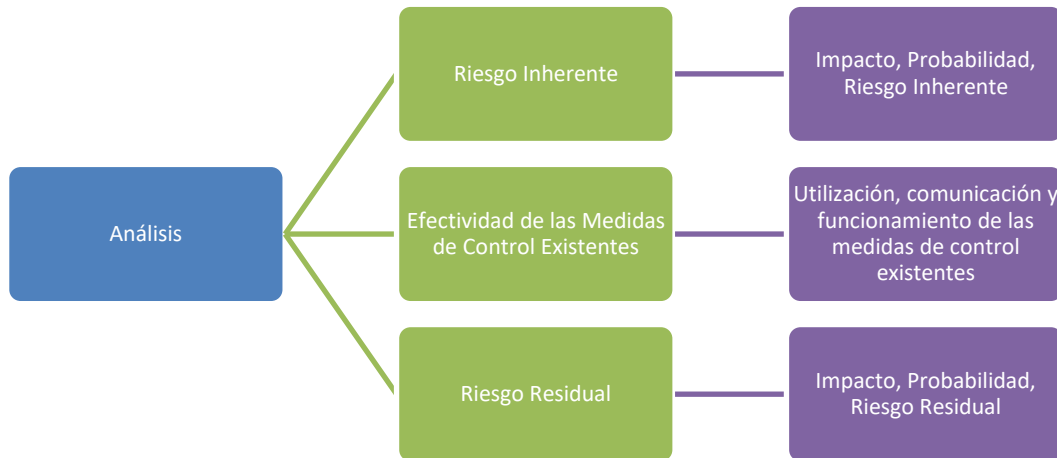 Análisis
Riesgo Inherente
Impacto, Probabilidad,
Riesgo Inherente
Efectividad de las Medidas
de Control Existentes
Utilización, comunicación y
funcionamiento de las
medidas de control
existentes
Riesgo Residual
Impacto, Probabilidad,
Riesgo Residual